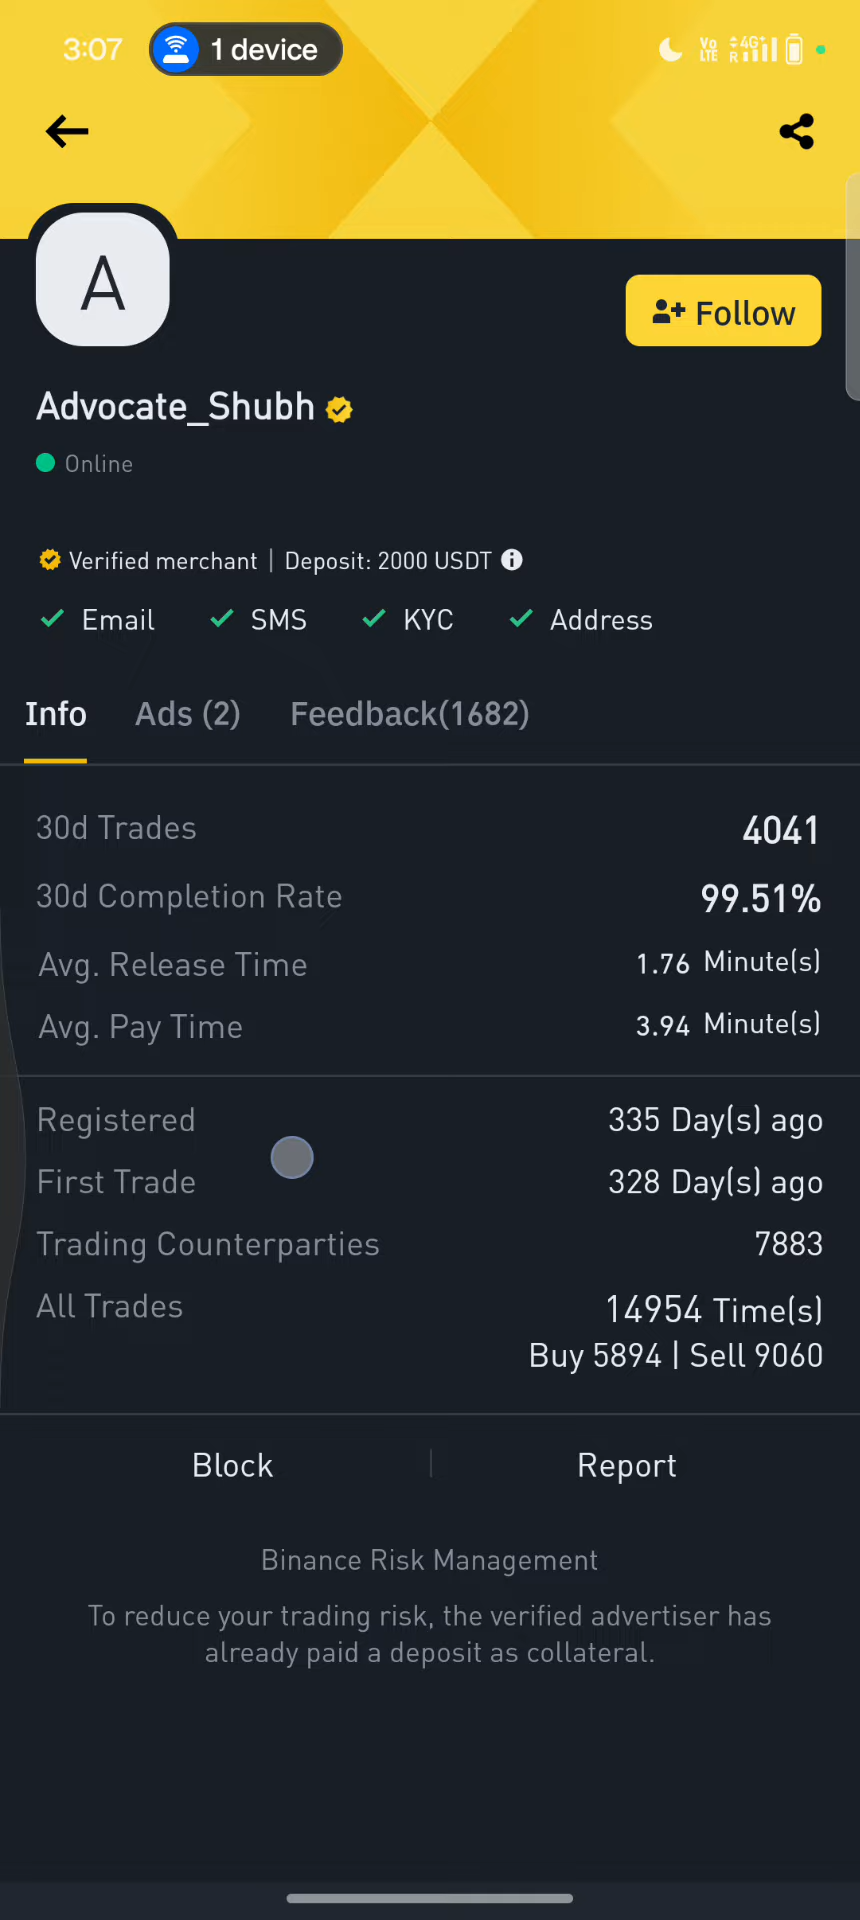 3:07 1 device Vo LTE 4G+ R
A
Follow
Advocate_Shubh
Online
Verified merchant | Deposit: 2000 USDT
Email SMS KYC Address
Info Ads (2) Feedback(1682)
30d Trades 4041
30d Completion Rate 99.51%
Avg. Release Time 1.76 Minute(s)
Avg. Pay Time 3.94 Minute(s)
Registered 335 Day(s) ago
First Trade 328 Day(s) ago
Trading Counterparties 7883
All Trades 14954 Time(s)
Buy 5894 | Sell 9060
Block Report
Binance Risk Management
To reduce your trading risk, the verified advertiser has
already paid a deposit as collateral.